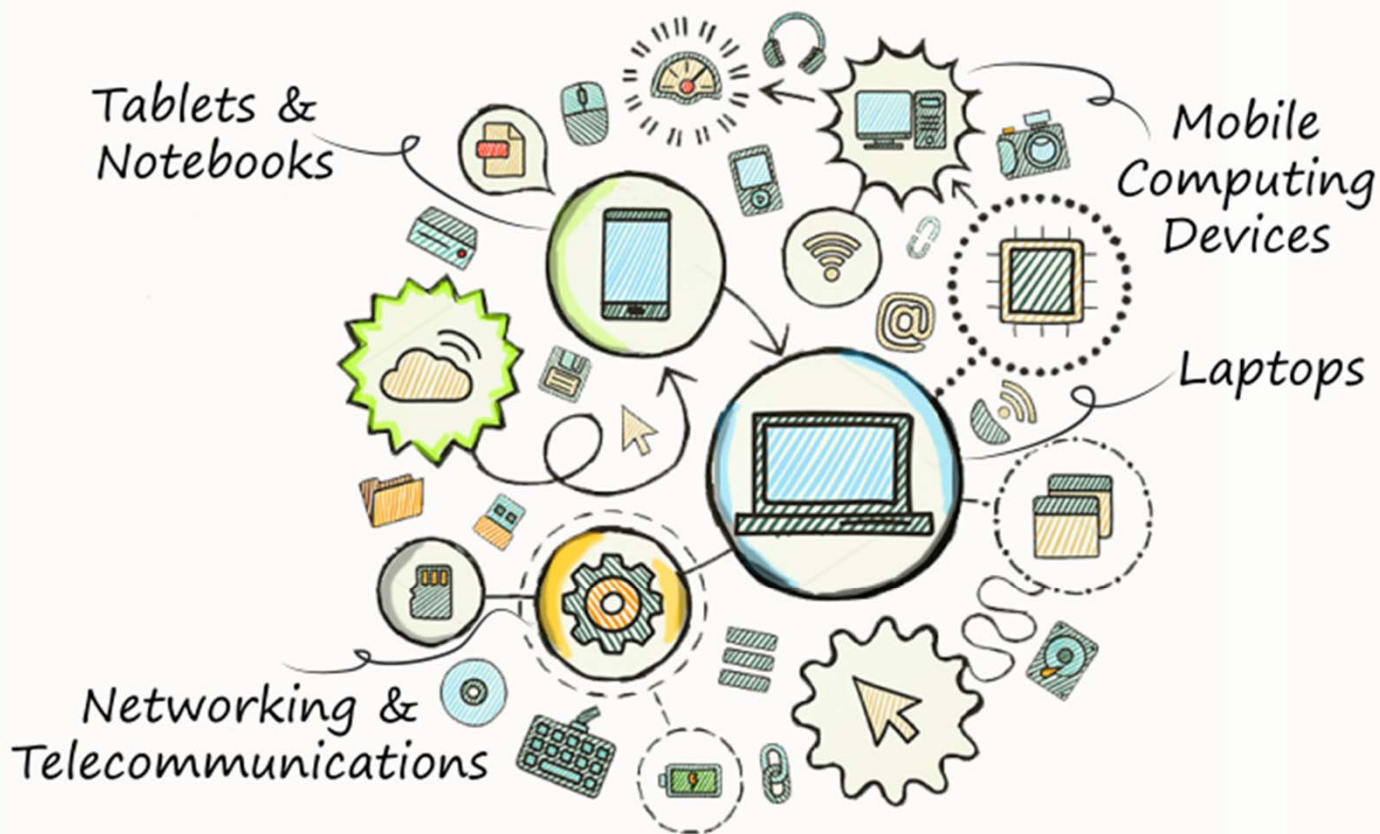 Tablets &
Notebooks
Mobile
Computing
Devices
Laptops
Networking &
Telecommunications
@